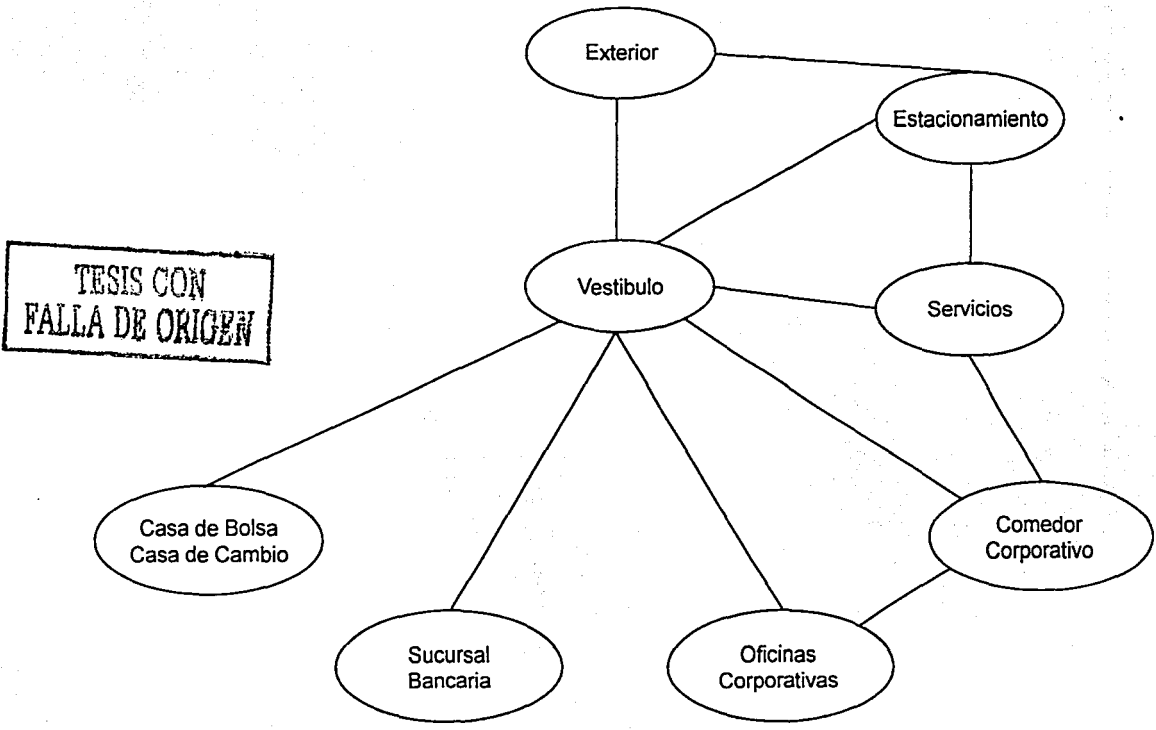 Exterior
Estacionamiento
TESIS CON
FALLA DE ORIGEN
Vestibulo
Servicios
Casa de Bolsa
Casa de Cambio
Comedor
Corporativo
Sucursal
Bancaria
Oficinas
Corporativas